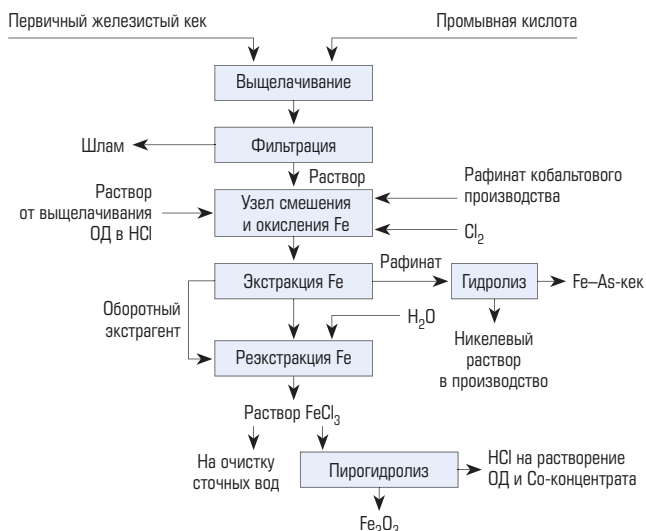 Первичный железистый кек
Промывная кислота
Выщелачивание
Фильтрация
Шлам
Раствор
Раствор
от выщелачивания
ОД в HCl
Узел смешения
и окисления Fe
Рафинат кобальтового
производства
Cl₂
Экстракция Fe
Рафинат
Гидролиз
Fe–As-кек
Оборотный
экстрагент
H₂O
Никелевый
раствор
в производство
Реэкстракция Fe
Раствор FeCl₃
На очистку
сточных вод
Пирогидролиз
HCl на растворение
ОД и Co-концентрата
Fe₂O₃